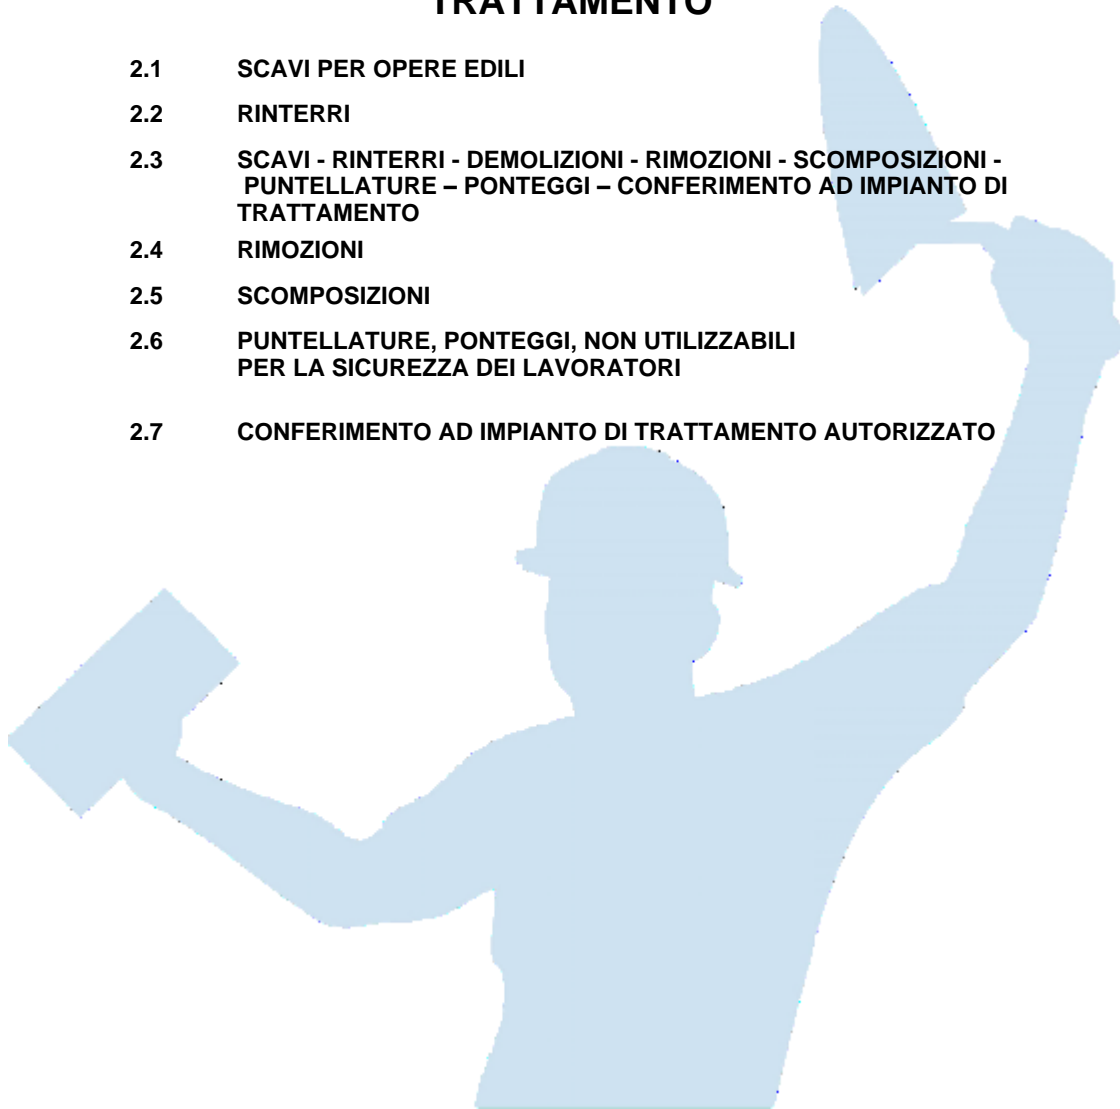 TRATTAMENTO
2.1 SCAVI PER OPERE EDILI
2.2 RINTERRI
2.3 SCAVI - RINTERRI - DEMOLIZIONI - RIMOZIONI - SCOMPOSIZIONI -
PUNTELLATURE – PONTEGGI – CONFERIMENTO AD IMPIANTO DI
TRATTAMENTO
2.4 RIMOZIONI
2.5 SCOMPOSIZIONI
2.6 PUNTELLATURE, PONTEGGI, NON UTILIZZABILI
PER LA SICUREZZA DEI LAVORATORI
2.7 CONFERIMENTO AD IMPIANTO DI TRATTAMENTO AUTORIZZATO